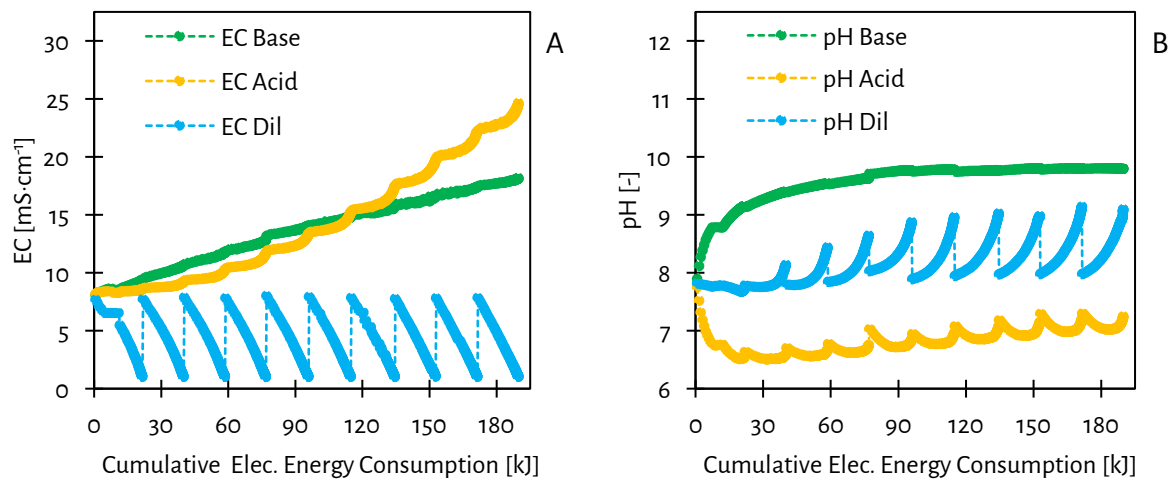 A
EC Base
EC Acid
EC Dil
30
25
20
15
10
5
0
EC [mS·cm⁻¹]
0 30 60 90 120 150 180
Cumulative Elec. Energy Consumption [kJ]
B
pH Base
pH Acid
pH Dil
12
11
10
9
8
7
6
pH [-]
0 30 60 90 120 150 180
Cumulative Elec. Energy Consumption [kJ]